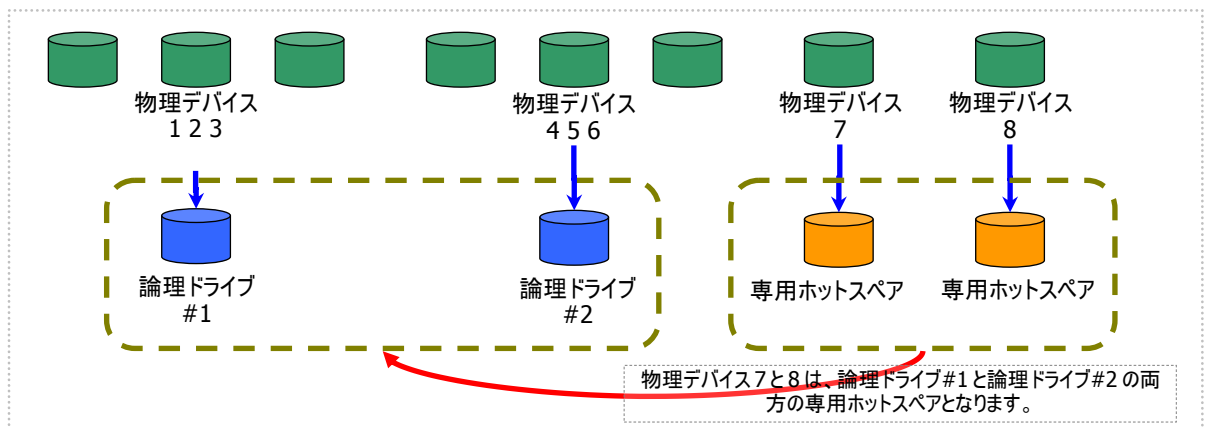 物理デバイス
1 2 3
物理デバイス
4 5 6
物理デバイス
7
物理デバイス
8
論理ドライブ
#1
論理ドライブ
#2
専用ホットスペア
専用ホットスペア
物理デバイス7と8は、論理ドライブ#1と論理ドライブ#2の両
方の専用ホットスペアとなります。